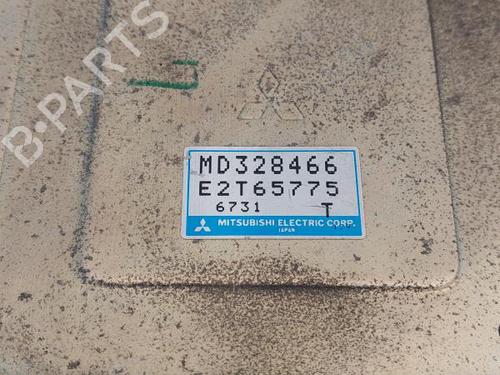 B-PARTS
MD328466
E2T65775
6731 T
MITSUBISHI ELECTRIC CORP.
JAPAN